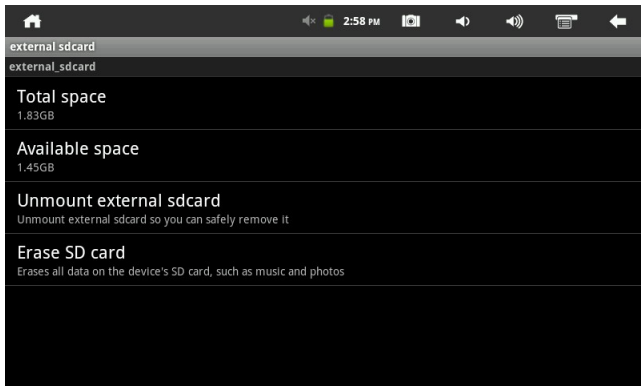 2:58 PM
external sdcard
external_sdcard
Total space
1.83GB
Available space
1.45GB
Unmount external sdcard
Unmount external sdcard so you can safely remove it
Erase SD card
Erases all data on the device's SD card, such as music and photos